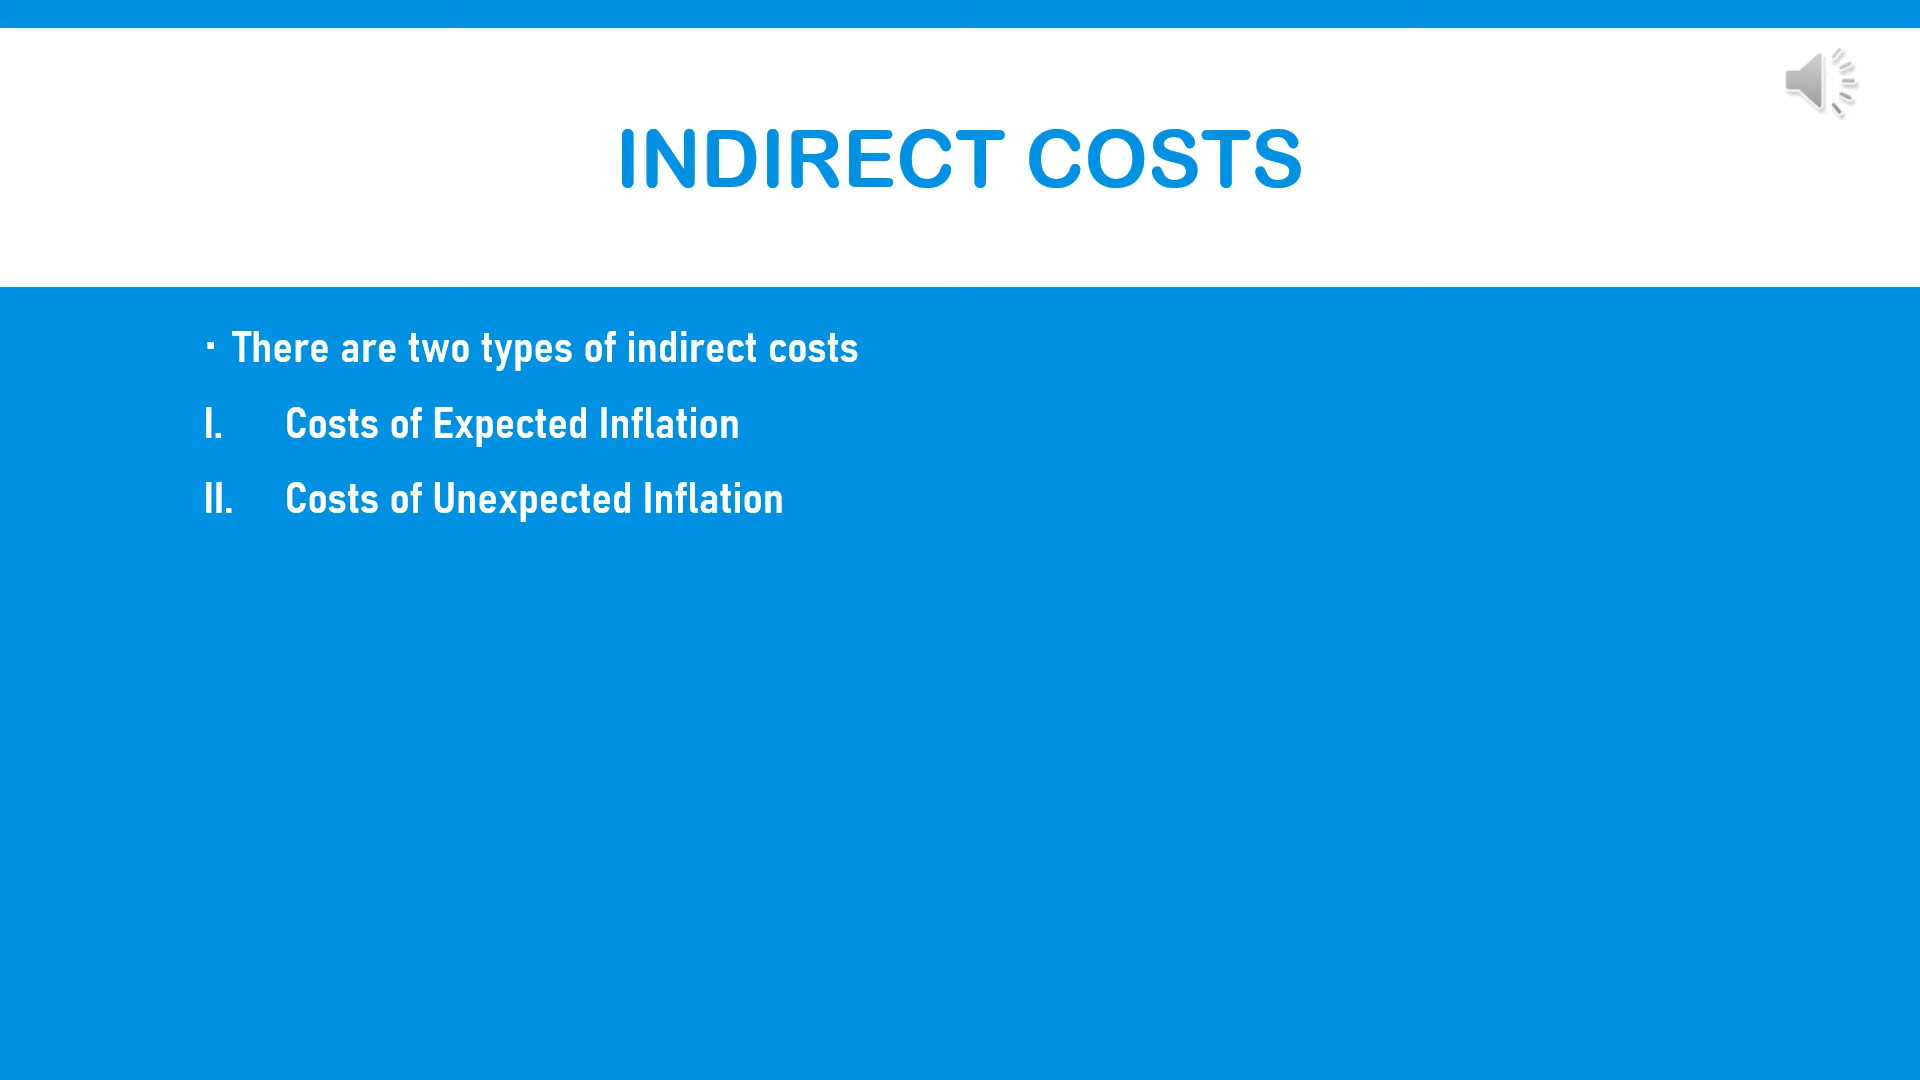 INDIRECT COSTS
▪ There are two types of indirect costs
I. Costs of Expected Inflation
II. Costs of Unexpected Inflation